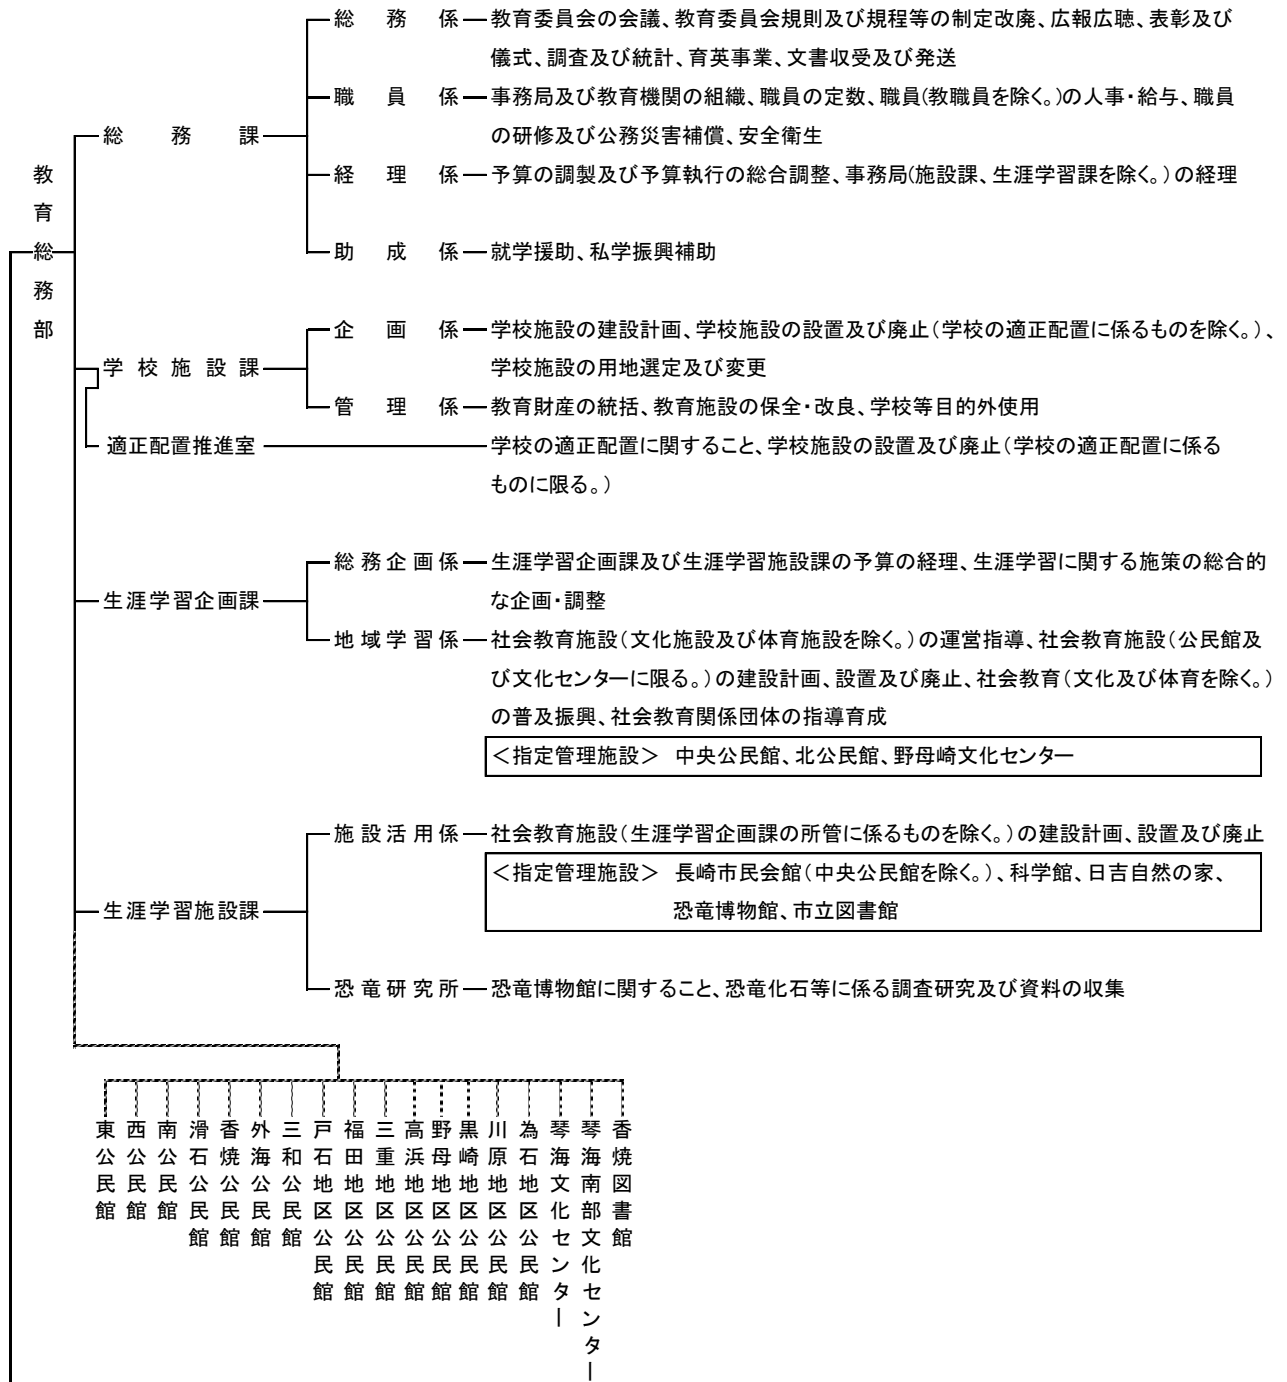 教育総務部
総務課
総務係 教育委員会の会議、教育委員会規則及び規程等の制定改廃、広報広聴、表彰及び
儀式、調査及び統計、育英事業、文書収受及び発送
職員係 事務局及び教育機関の組織、職員の定数、職員(教職員を除く。)の人事・給与、職員
の研修及び公務災害補償、安全衛生
経理係 予算の調製及び予算執行の総合調整、事務局(施設課、生涯学習課を除く。)の経理
助成係 就学援助、私学振興補助
学校施設課
企画係 学校施設の建設計画、学校施設の設置及び廃止(学校の適正配置に係るものを除く。)、
学校施設の用地選定及び変更
管理係 教育財産の統括、教育施設の保全・改良、学校等目的外使用
適正配置推進室 学校の適正配置に関すること、学校施設の設置及び廃止(学校の適正配置に係る
ものに限る。)
生涯学習企画課
総務企画係 生涯学習企画課及び生涯学習施設課の予算の経理、生涯学習に関する施策の総合的
な企画・調整
地域学習係 社会教育施設(文化施設及び体育施設を除く。)の運営指導、社会教育施設(公民館及
び文化センターに限る。)の建設計画、設置及び廃止、社会教育(文化及び体育を除く。)
の普及振興、社会教育関係団体の指導育成
<指定管理施設> 中央公民館、北公民館、野母崎文化センター
生涯学習施設課
施設活用係 社会教育施設(生涯学習企画課の所管に係るものを除く。)の建設計画、設置及び廃止
<指定管理施設> 長崎市民会館(中央公民館を除く。)、科学館、日吉自然の家、
恐竜博物館、市立図書館
恐竜研究所 恐竜博物館に関すること、恐竜化石等に係る調査研究及び資料の収集
東公民館
西公民館
南公民館
滑石公民館
香焼公民館
外海公民館
三和公民館
戸石地区公民館
福田地区公民館
三重地区公民館
高浜地区公民館
野母地区公民館
黒崎地区公民館
川原地区公民館
為石地区公民館
琴海文化センター
琴海南部文化センター
香焼図書館